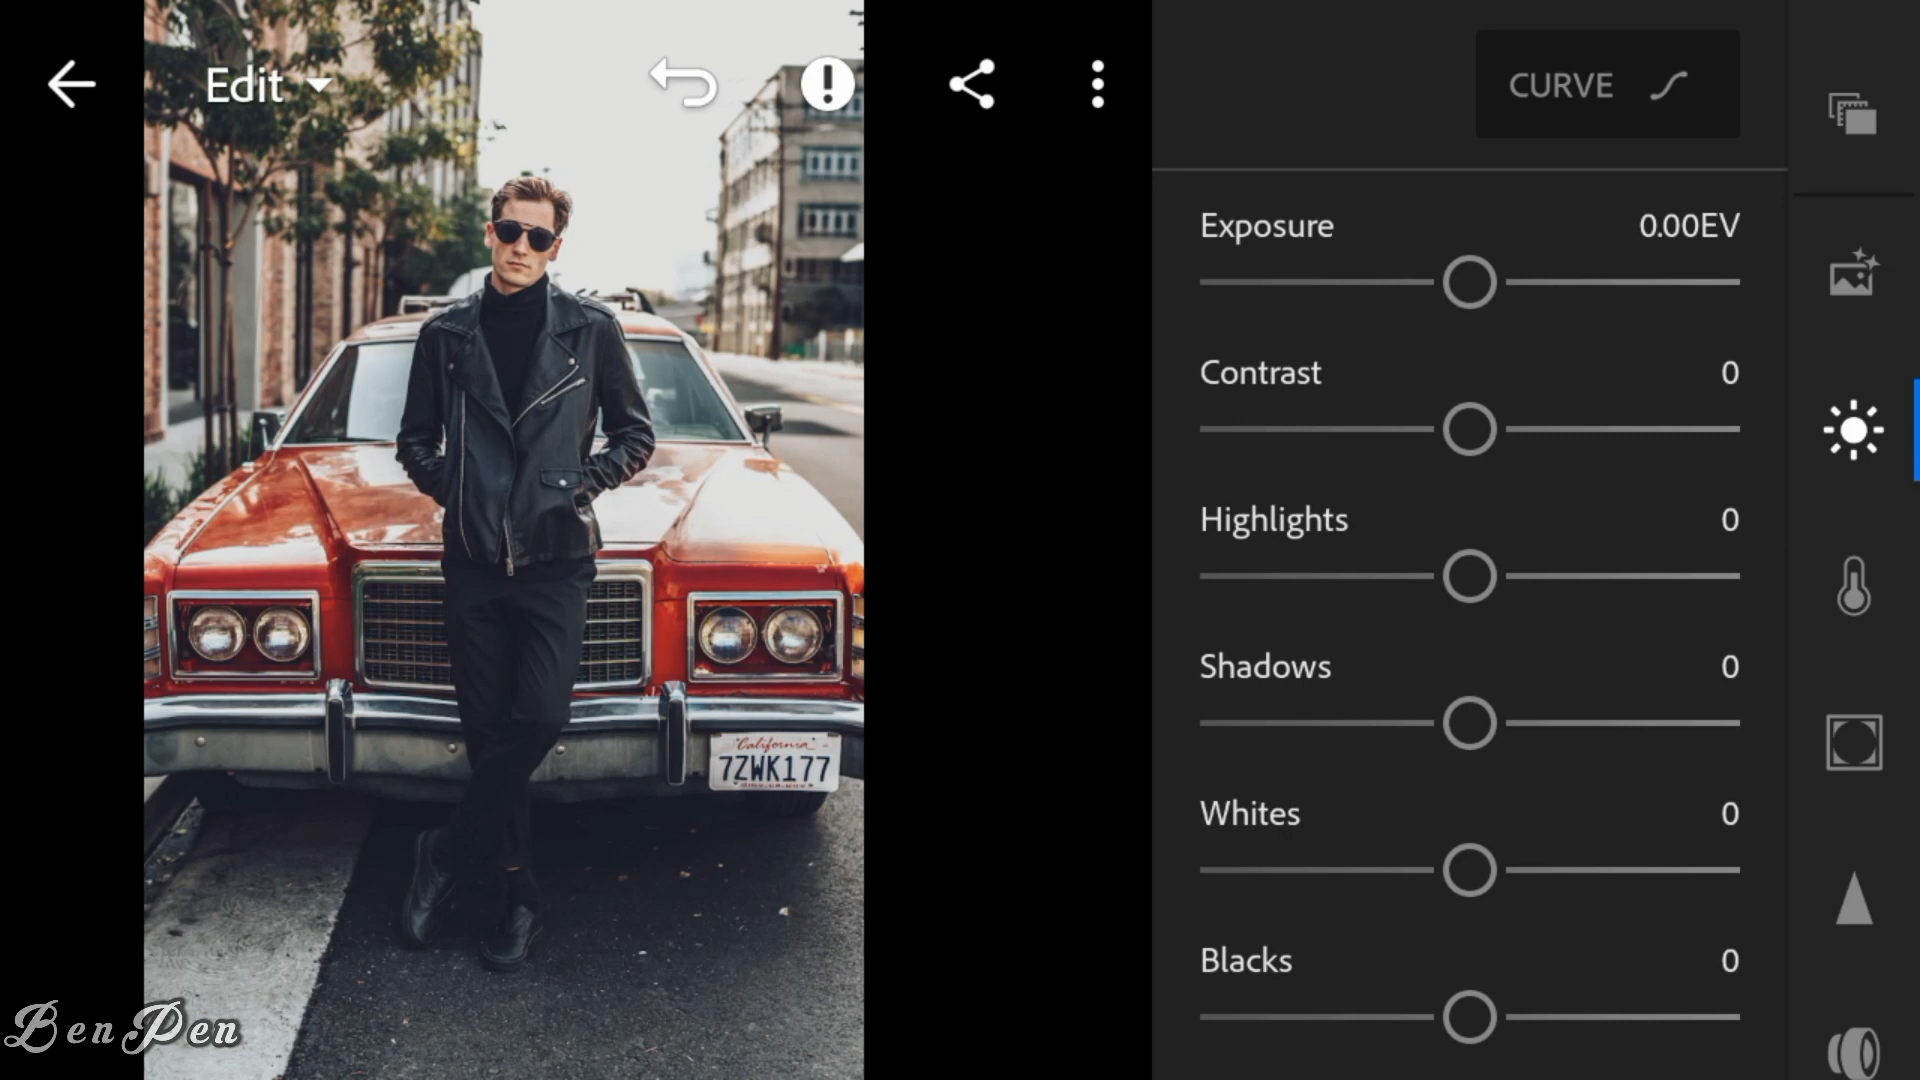 Edit
CURVE
Exposure 0.00EV
Contrast 0
Highlights 0
Shadows 0
Whites 0
Blacks 0
California
7ZWK177
BenPen